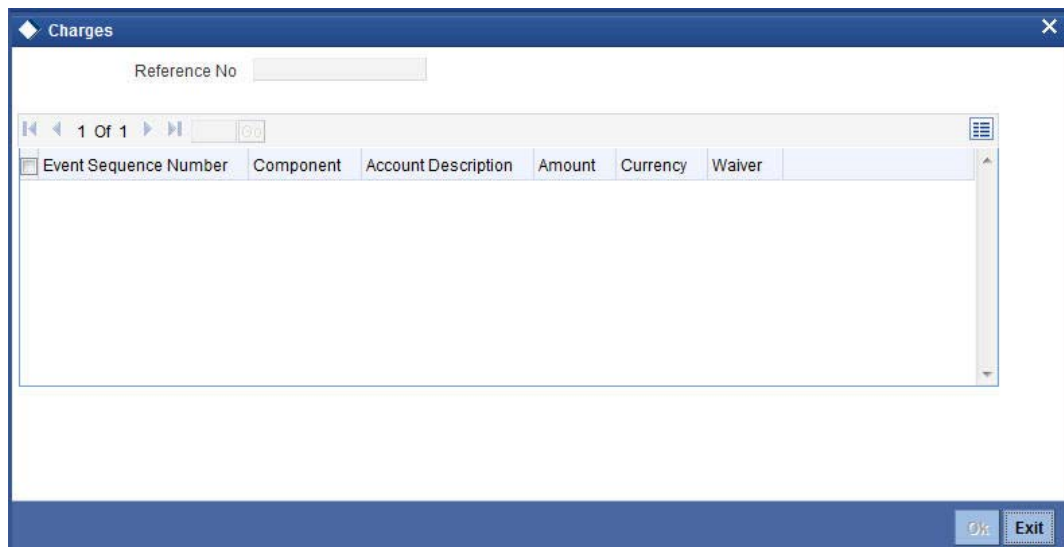 Charges
Reference No
1 Of 1 Go
Event Sequence Number Component Account Description Amount Currency Waiver
Ok Exit